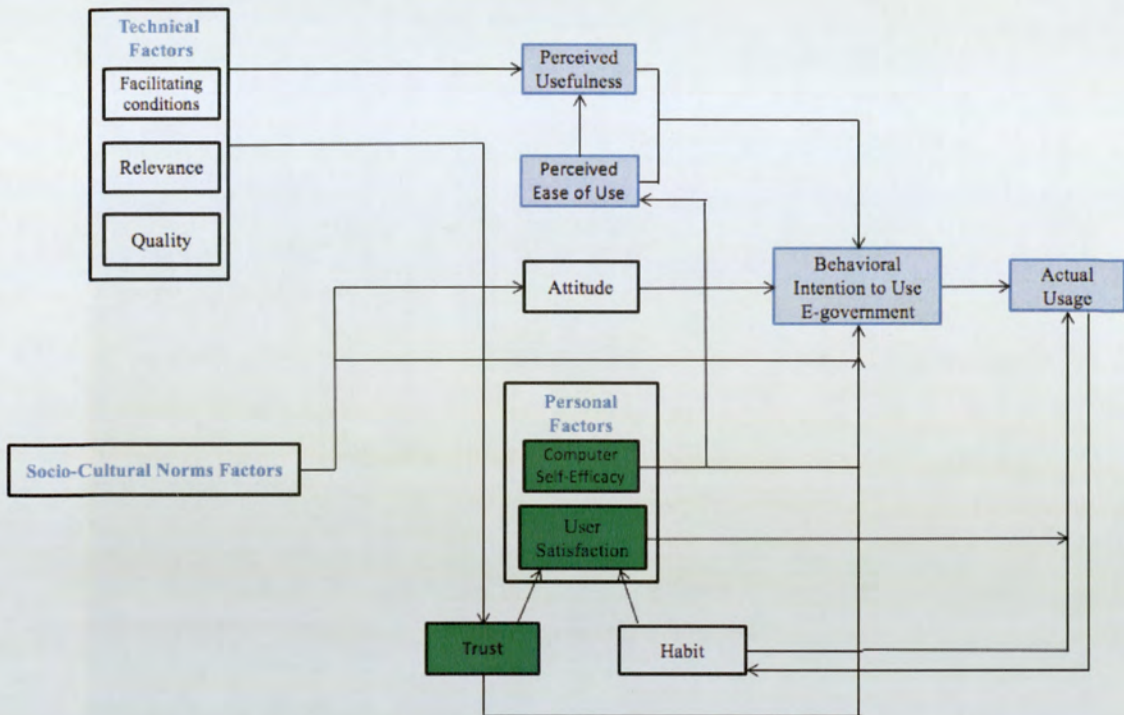 Technical
Factors
Facilitating
conditions
Relevance
Quality
Perceived
Usefulness
Perceived
Ease of Use
Attitude
Behavioral
Intention to Use
E-government
Actual
Usage
Personal
Factors
Computer
Self-Efficacy
User
Satisfaction
Socio-Cultural Norms Factors
Trust
Habit